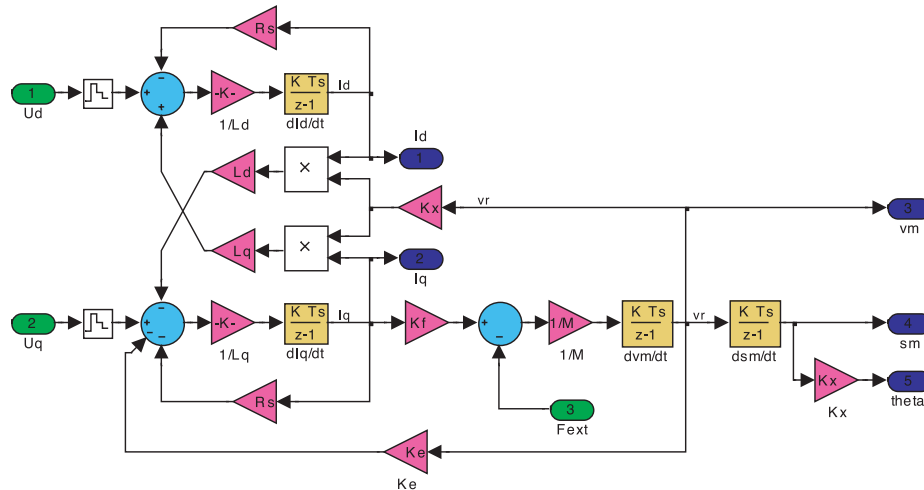 Rs
1
Ud
-
+
+
-K-
1/Ld
K Ts
z-1
dId/dt
Id
Id
1
Ld
×
Kx
vr
3
vm
Lq
×
2
Iq
2
Uq
-
+
-
-
-K-
1/Lq
K Ts
z-1
dIq/dt
Iq
Kf
+
-
1/M
1/M
K Ts
z-1
dvm/dt
vr
K Ts
z-1
dsm/dt
4
sm
Rs
3
Fext
Kx
Kx
5
theta
Ke
Ke